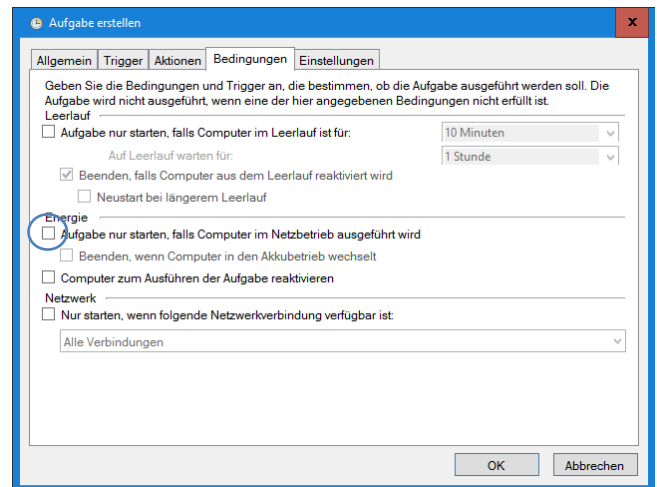 Aufgabe erstellen
x
Allgemein Trigger Aktionen Bedingungen Einstellungen
Geben Sie die Bedingungen und Trigger an, die bestimmen, ob die Aufgabe ausgeführt werden soll. Die
Aufgabe wird nicht ausgeführt, wenn eine der hier angegebenen Bedingungen nicht erfüllt ist.
Leerlauf
Aufgabe nur starten, falls Computer im Leerlauf ist für: 10 Minuten
Auf Leerlauf warten für: 1 Stunde
Beenden, falls Computer aus dem Leerlauf reaktiviert wird
Neustart bei längerem Leerlauf
Energie
Aufgabe nur starten, falls Computer im Netzbetrieb ausgeführt wird
Beenden, wenn Computer in den Akkubetrieb wechselt
Computer zum Ausführen der Aufgabe reaktivieren
Netzwerk
Nur starten, wenn folgende Netzwerkverbindung verfügbar ist:
Alle Verbindungen
OK Abbrechen